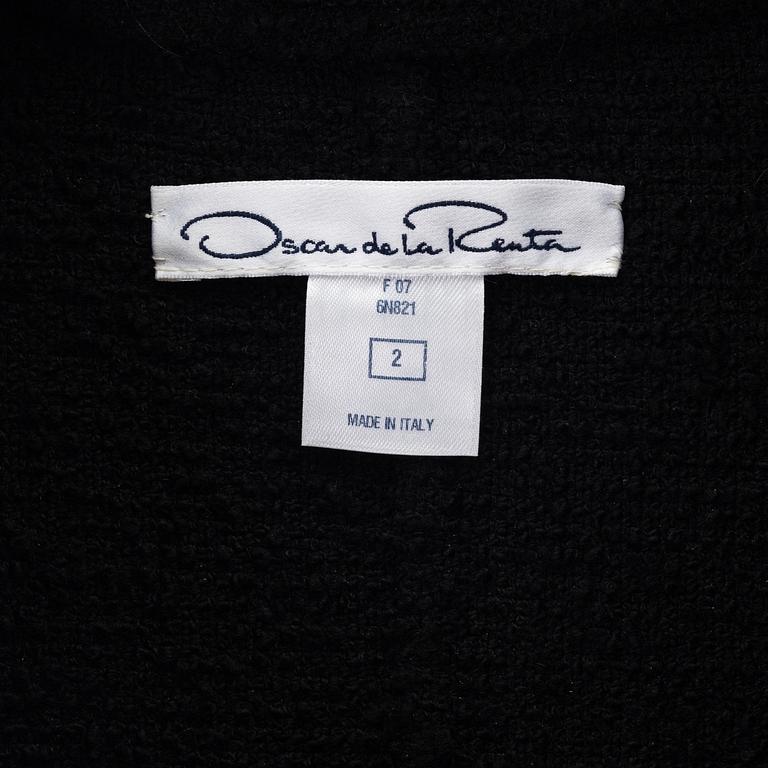 Oscar de la Renta
F 07
6N821
2
MADE IN ITALY